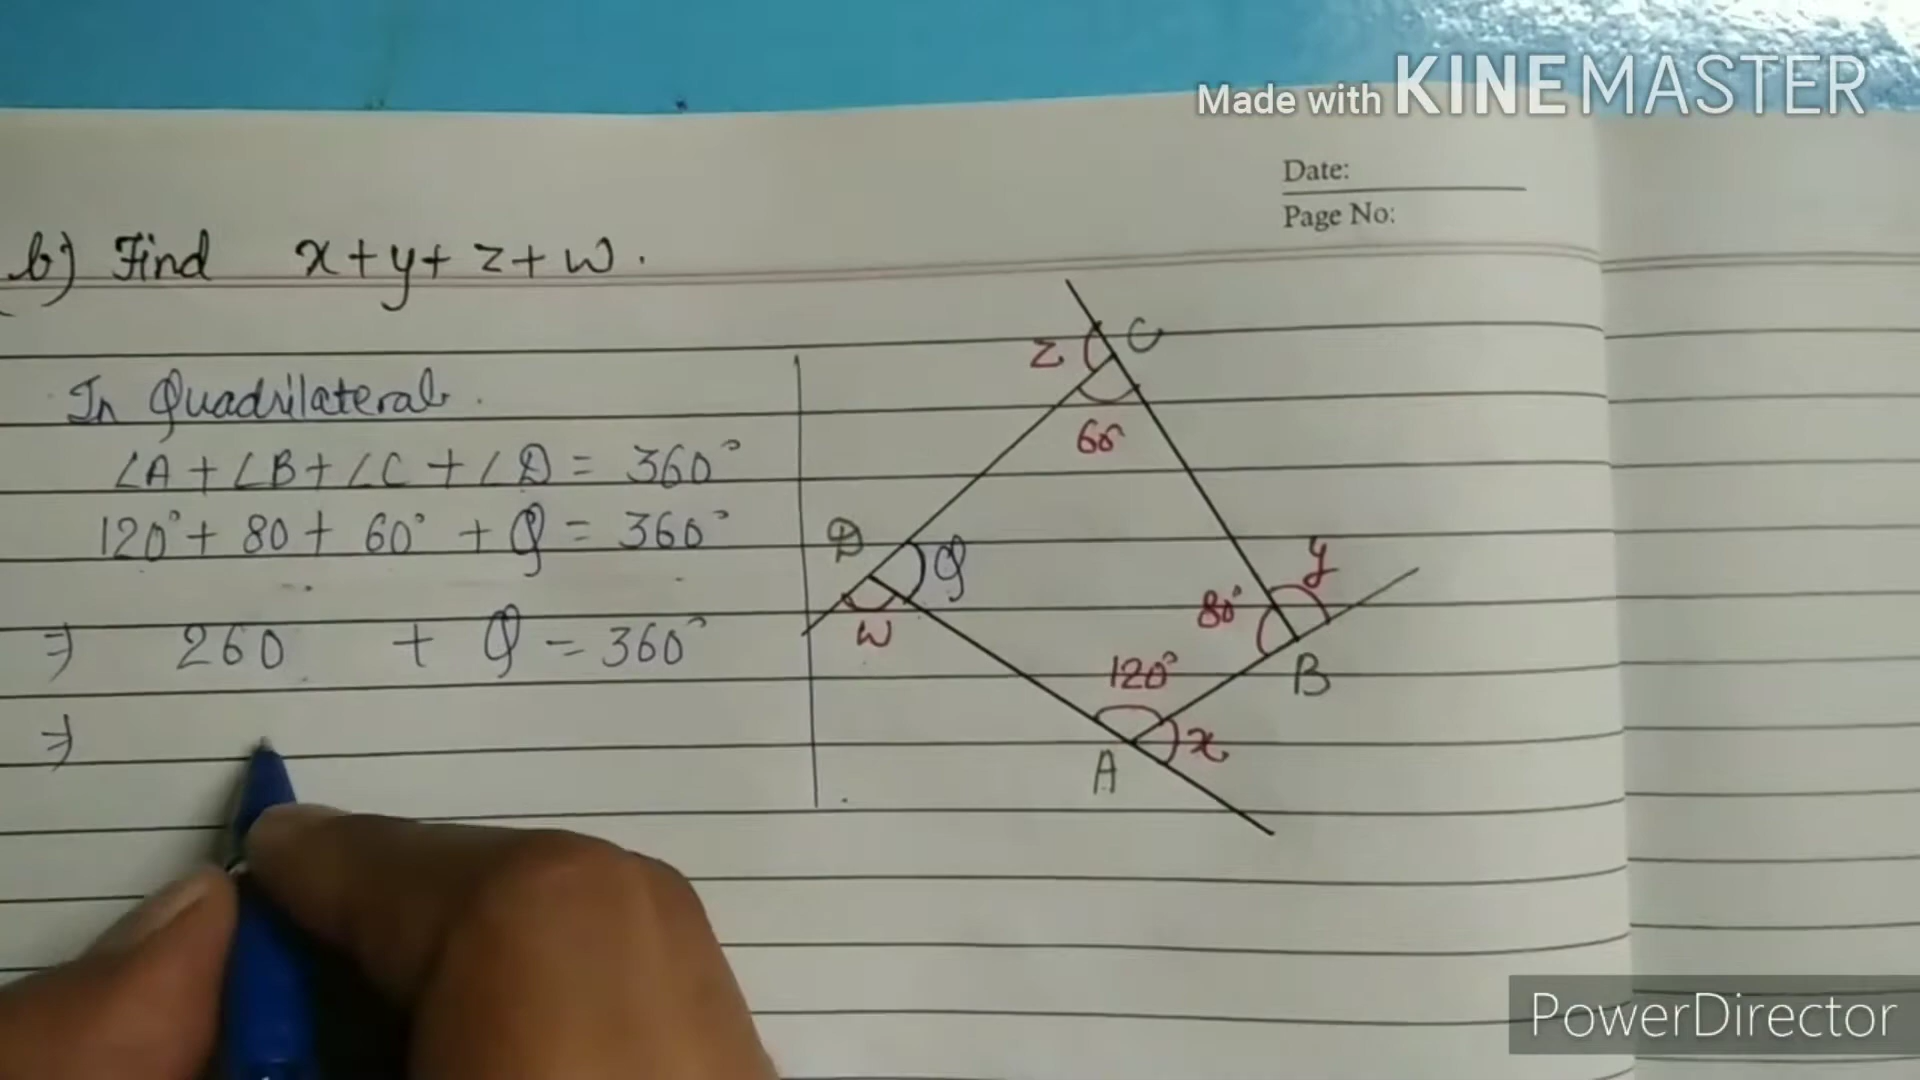 Made with KINEMASTER
Date:
Page No:
b) Find x+y+z+w.
In Quadrilateral.
∠A+∠B+∠C+∠D = 360°
120°+ 80 + 60° + Q = 360°
⇒ 260 + Q = 360°
⇒
z
C
60°
D
Q
w
80°
y
B
120°
x
A
PowerDirector